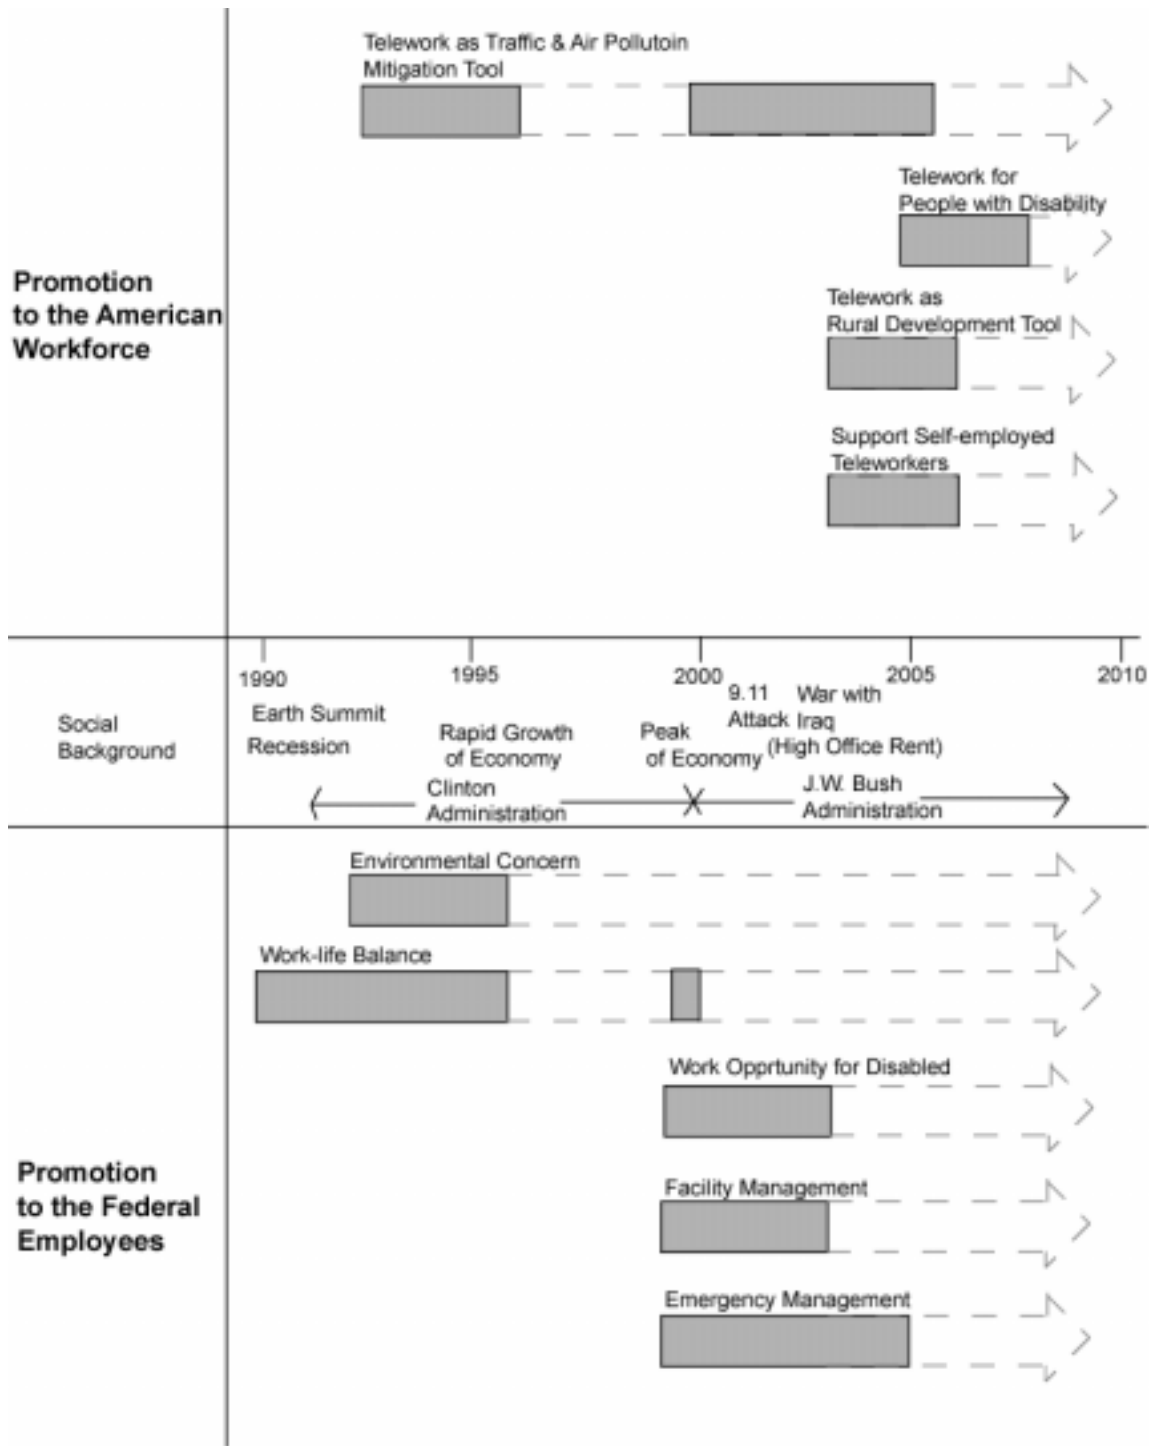 Telework as Traffic & Air Pollutoin
Mitigation Tool
Telework for
People with Disability
Promotion
to the American
Workforce
Telework as
Rural Development Tool
Support Self-employed
Teleworkers
1990
1995
2000
2005
2010
Social
Background
Earth Summit
Recession
Rapid Growth
of Economy
Peak
of Economy
9.11
Attack
War with
Iraq
(High Office Rent)
Clinton
Administration
J.W. Bush
Administration
Environmental Concern
Work-life Balance
Work Opprtunity for Disabled
Promotion
to the Federal
Employees
Facility Management
Emergency Management